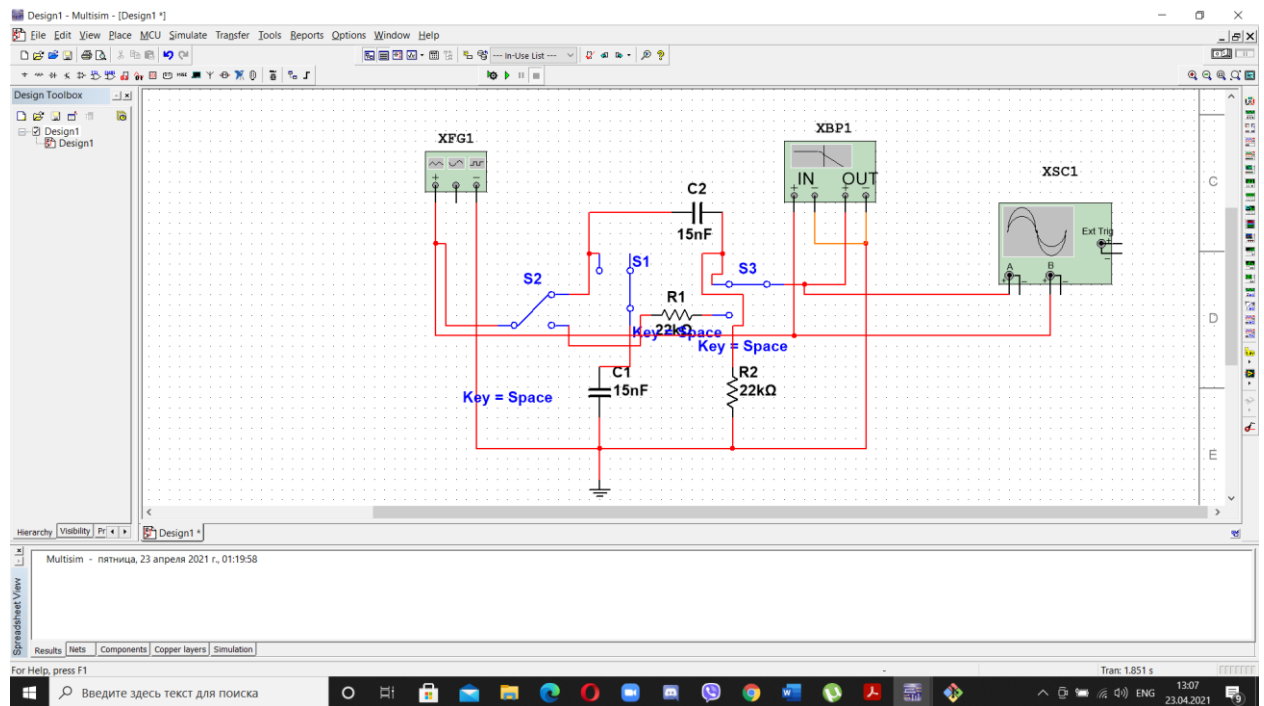 Design1 - Multisim - [Design1 *]
File Edit View Place MCU Simulate Transfer Tools Reports Options Window Help
--- In-Use List ---
Design Toolbox
Design1
Design1
XFG1
XBP1
IN OUT
XSC1
Ext Trig
A B
C2
15nF
S1
S2
S3
R1
22kΩ
Key = Space
Key = Space
C1
15nF
R2
22kΩ
Key = Space
C
D
E
Hierarchy Visibility Pr
Design1 *
Multisim - пятница, 23 апреля 2021 г., 01:19:58
Spreadsheet View
Results Nets Components Copper layers Simulation
For Help, press F1
- Tran: 1.851 s
Введите здесь текст для поиска
ENG
13:07
23.04.2021
9